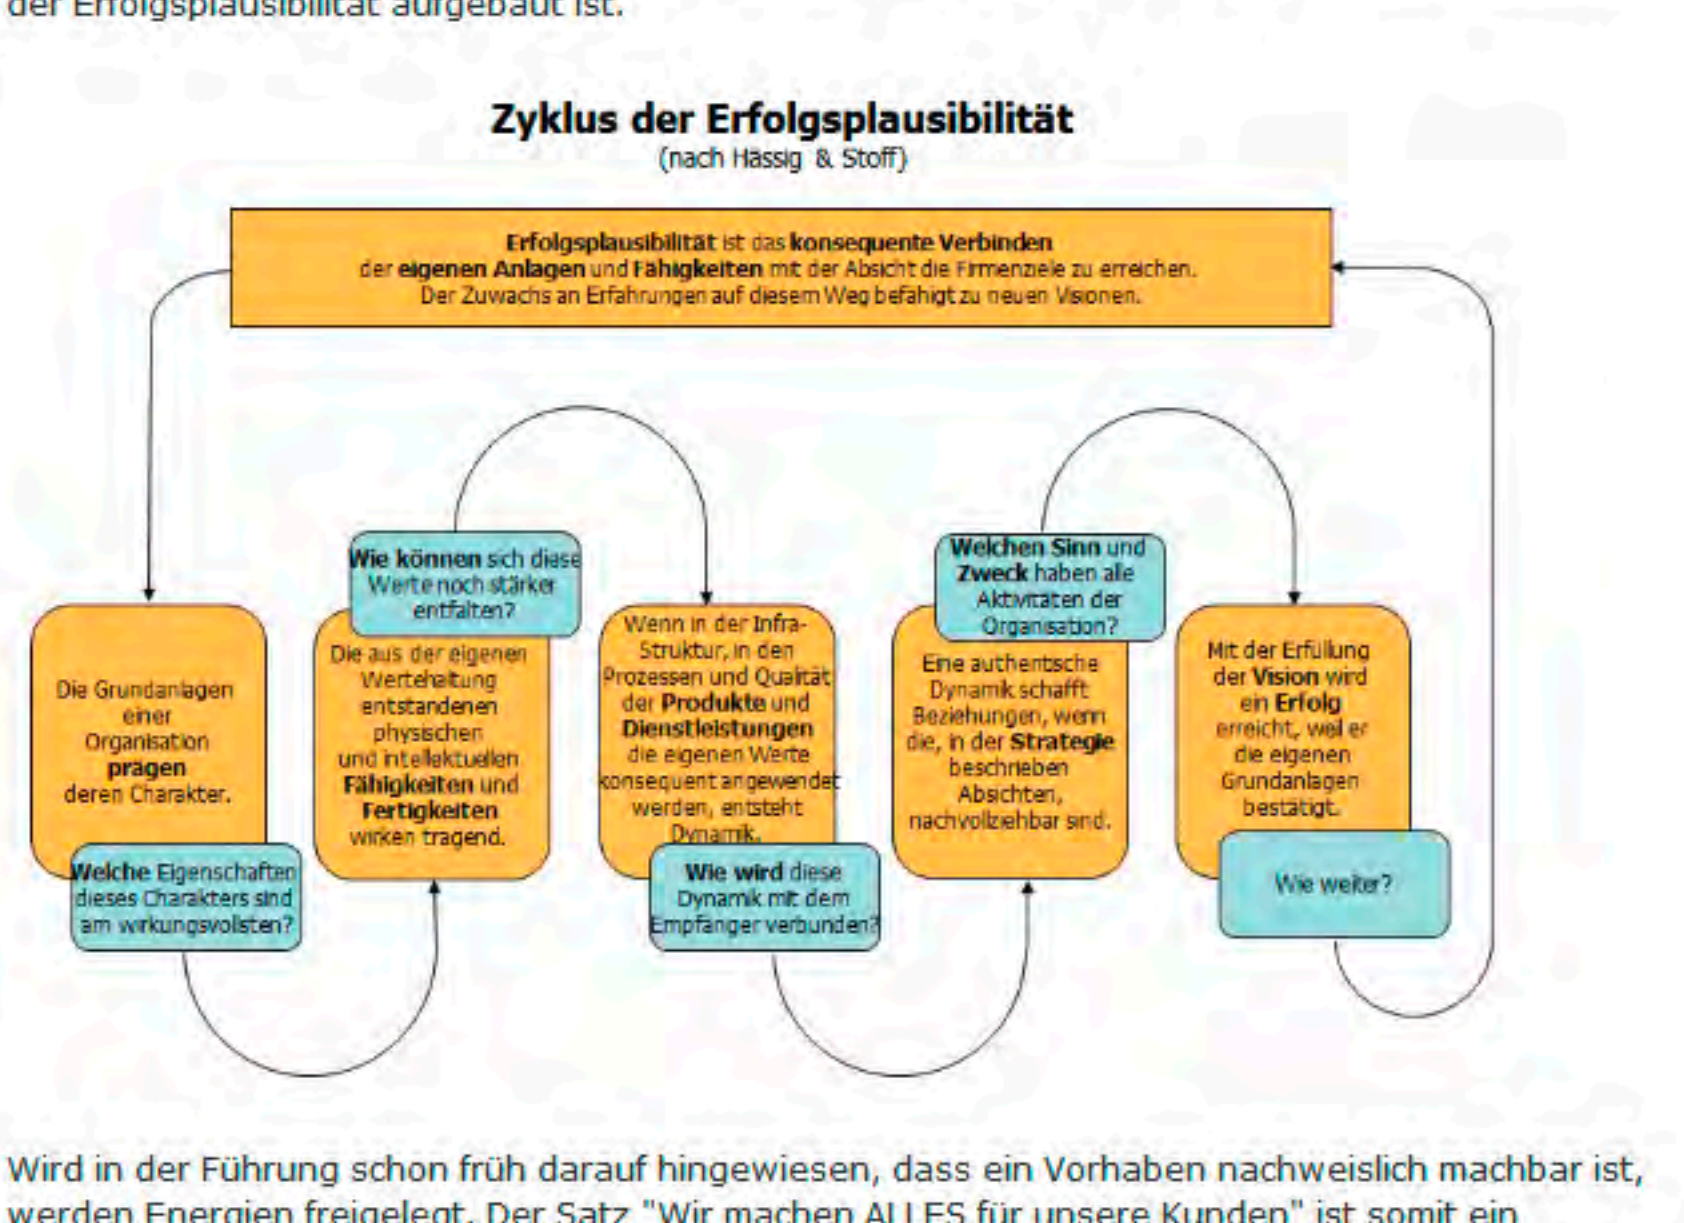 der Erfolgsplausibilität aufgebaut ist.
Zyklus der Erfolgsplausibilität
(nach Hässig & Stoff)
Erfolgsplausibilität ist das konsequente Verbinden
der eigenen Anlagen und Fähigkeiten mit der Absicht die Firmenziele zu erreichen.
Der Zuwachs an Erfahrungen auf diesem Weg befähigt zu neuen Visionen.
Die Grundanlagen
einer
Organisation
prägen
deren Charakter.
Welche Eigenschaften
dieses Charakters sind
am wirkungsvollsten?
Wie können sich diese
Werte noch stärker
entfalten?
Die aus der eigenen
Wertehaltung
entstandenen
physischen
und intellektuellen
Fähigkeiten und
Fertigkeiten
wirken tragend.
Wenn in der Infra-
Struktur, in den
Prozessen und Qualität
der Produkte und
Dienstleistungen
die eigenen Werte
konsequent angewendet
werden, entsteht
Dynamik.
Wie wird diese
Dynamik mit dem
Empfänger verbunden?
Welchen Sinn und
Zweck haben alle
Aktivitäten der
Organisation?
Eine authentsche
Dynamik schafft
Beziehungen, wenn
die, in der Strategie
beschrieben
Absichten,
nachvollziehbar sind.
Mit der Erfüllung
der Vision wird
ein Erfolg
erreicht, weil er
die eigenen
Grundanlagen
bestätigt.
Wie weiter?
Wird in der Führung schon früh darauf hingewiesen, dass ein Vorhaben nachweislich machbar ist,
werden Energien freigelegt. Der Satz "Wir machen ALLES für unsere Kunden" ist somit ein